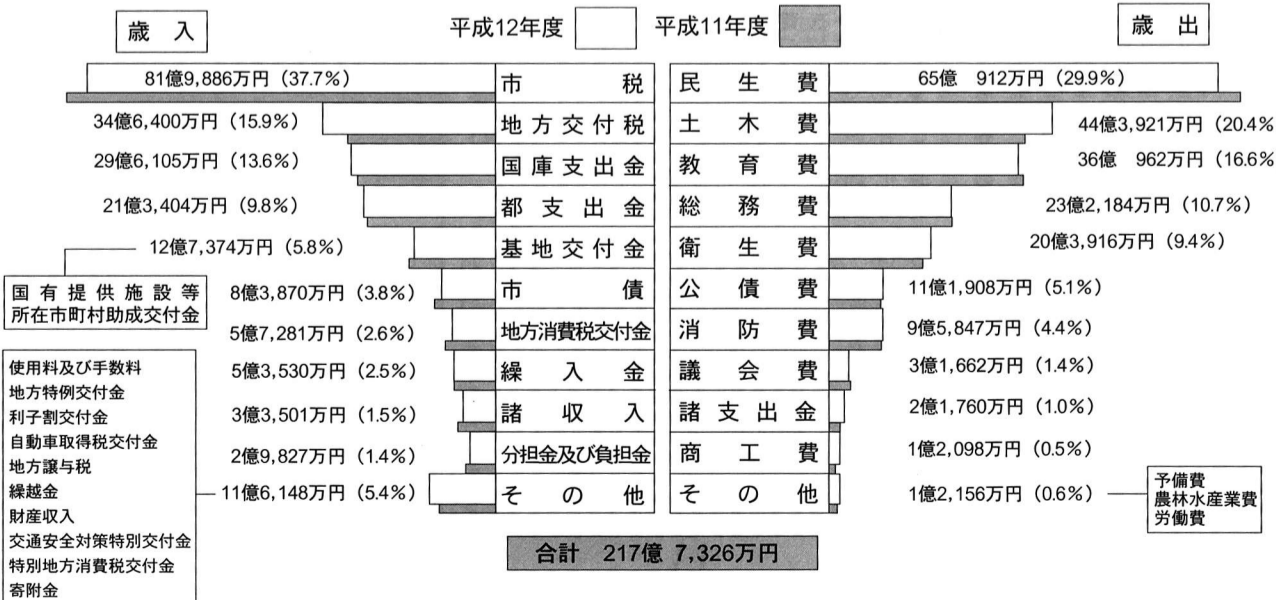 歳入
平成12年度
平成11年度
歳出
81億9,886万円（37.7%）
市税
34億6,400万円（15.9%）
地方交付税
29億6,105万円（13.6%）
国庫支出金
21億3,404万円（9.8%）
都支出金
12億7,374万円（5.8%）
基地交付金
国有提供施設等
所在市町村助成交付金
8億3,870万円（3.8%）
市債
5億7,281万円（2.6%）
地方消費税交付金
5億3,530万円（2.5%）
繰入金
3億3,501万円（1.5%）
諸収入
2億9,827万円（1.4%）
分担金及び負担金
11億6,148万円（5.4%）
その他
使用料及び手数料
地方特例交付金
利子割交付金
自動車取得税交付金
地方譲与税
繰越金
財産収入
交通安全対策特別交付金
特別地方消費税交付金
寄附金
民生費
65億 912万円（29.9%）
土木費
44億3,921万円（20.4%
教育費
36億 962万円（16.6%
総務費
23億2,184万円（10.7%）
衛生費
20億3,916万円（9.4%）
公債費
11億1,908万円（5.1%）
消防費
9億5,847万円（4.4%）
議会費
3億1,662万円（1.4%）
諸支出金
2億1,760万円（1.0%）
商工費
1億2,098万円（0.5%）
その他
1億2,156万円（0.6%）
予備費
農林水産業費
労働費
合計 217億 7,326万円